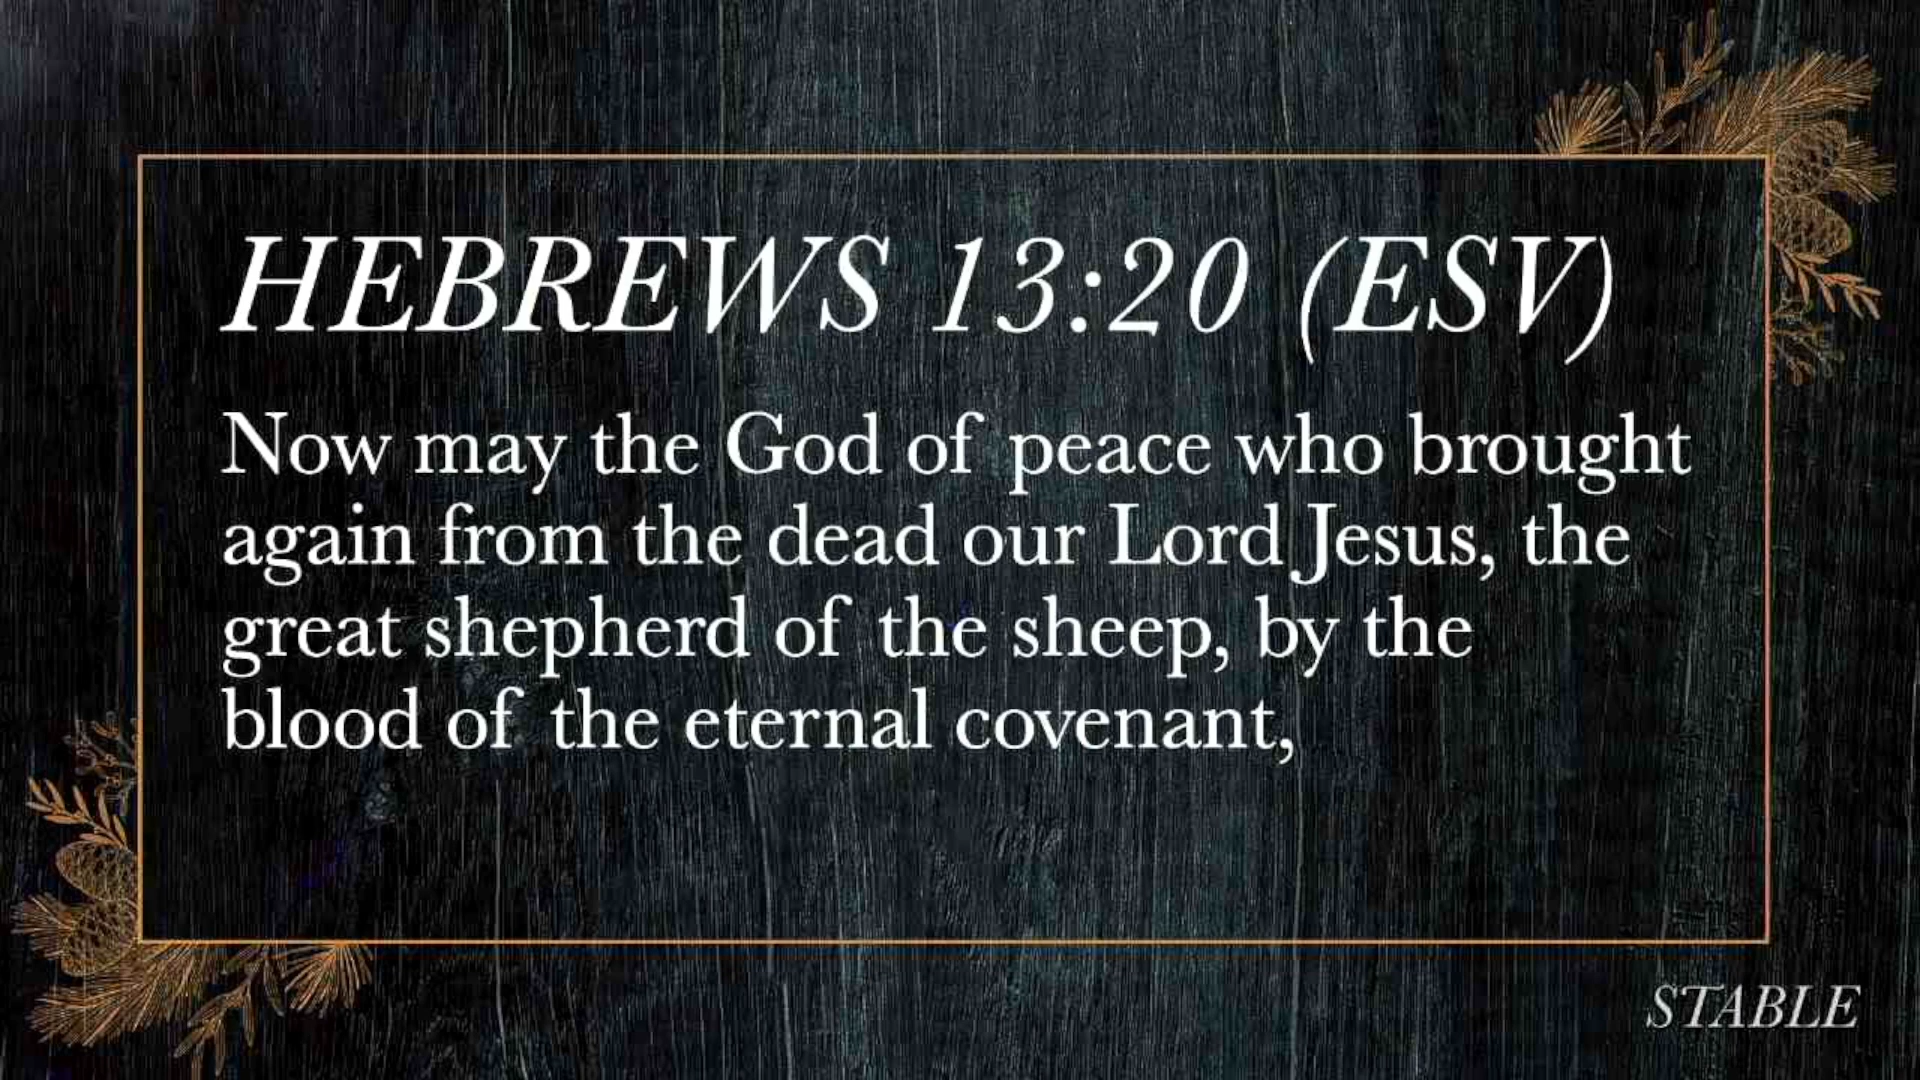 HEBREWS 13:20 (ESV)
Now may the God of peace who brought
again from the dead our Lord Jesus, the
great shepherd of the sheep, by the
blood of the eternal covenant,
STABLE